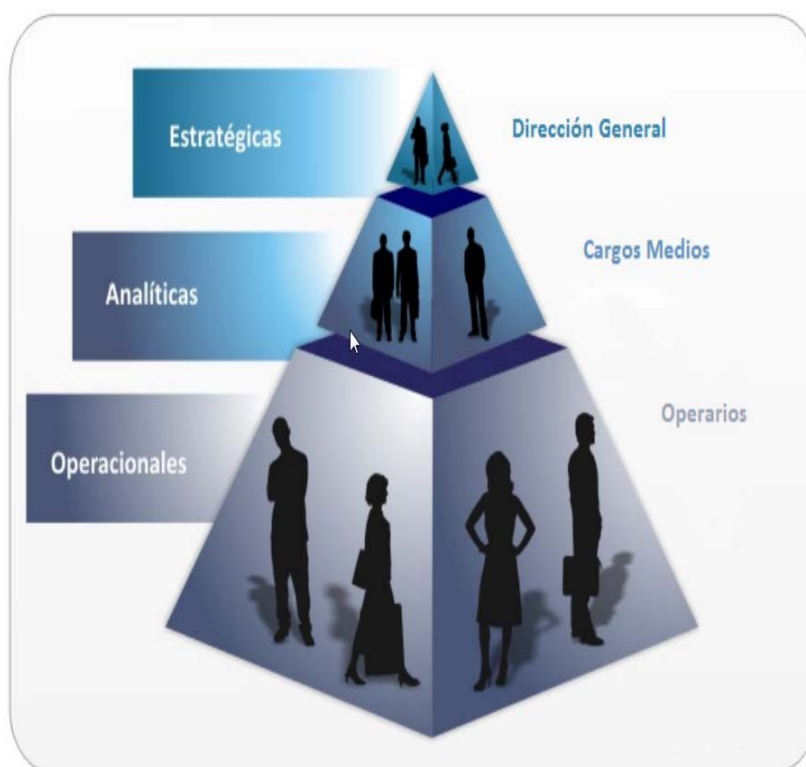 Estratégicas
Dirección General
Analíticas
Cargos Medios
Operacionales
Operarios